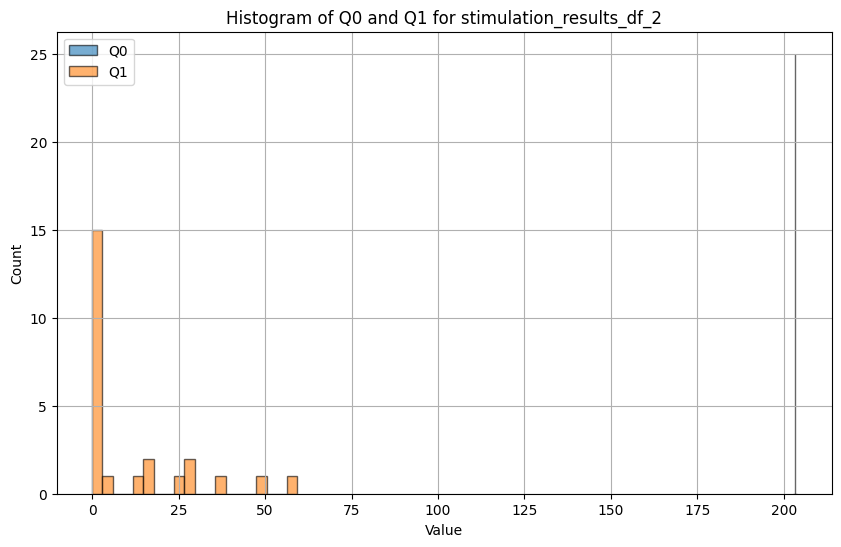 Histogram of Q0 and Q1 for stimulation_results_df_2
Q0
Q1
25
20
15
10
5
0
Count
0 25 50 75 100 125 150 175 200
Value